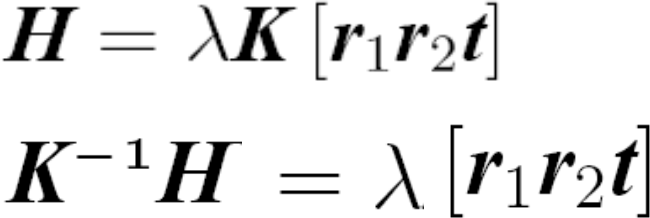 H = λK [r₁r₂t]
K⁻¹H = λ [r₁r₂t]